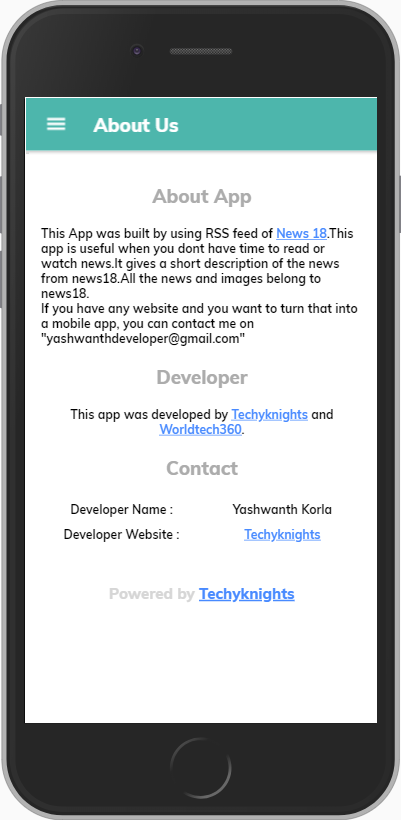 About Us
About App
This App was built by using RSS feed of News 18.This
app is useful when you dont have time to read or
watch news.It gives a short description of the news
from news18.All the news and images belong to
news18.
If you have any website and you want to turn that into
a mobile app, you can contact me on
"yashwanthdeveloper@gmail.com"
Developer
This app was developed by Techyknights and
Worldtech360.
Contact
Developer Name : Yashwanth Korla
Developer Website : Techyknights
Powered by Techyknights